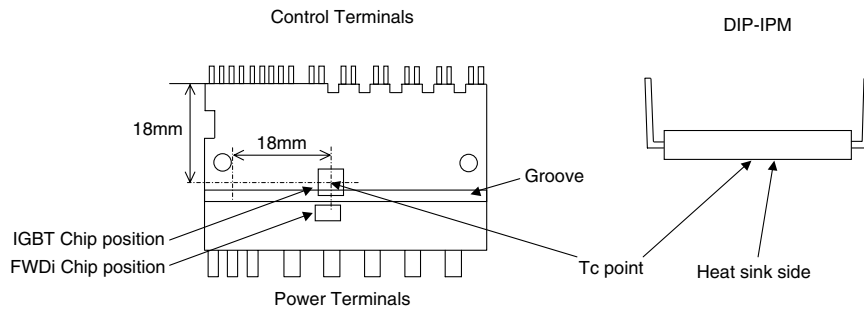 Control Terminals
DIP-IPM
18mm
18mm
Groove
IGBT Chip position
FWDi Chip position
Tc point
Heat sink side
Power Terminals